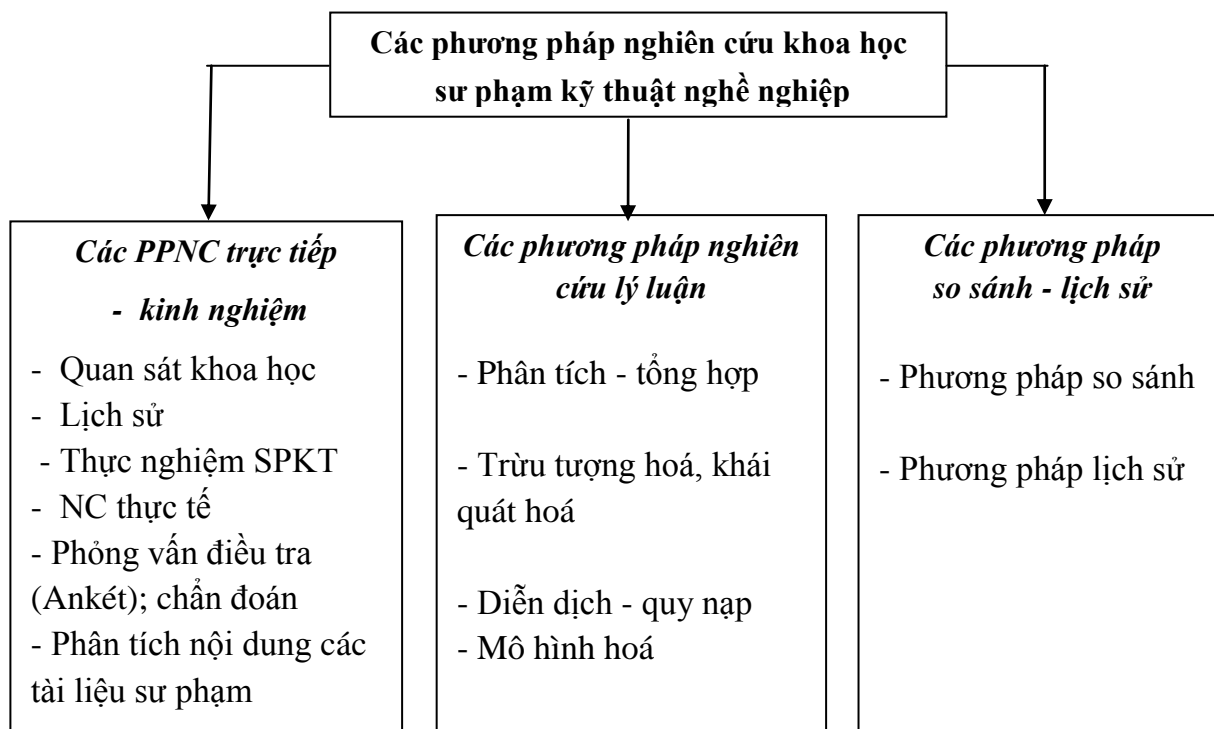 Các phương pháp nghiên cứu khoa học
sư phạm kỹ thuật nghề nghiệp
Các PPNC trực tiếp
- kinh nghiệm
- Quan sát khoa học
- Lịch sử
- Thực nghiệm SPKT
- NC thực tế
- Phỏng vấn điều tra
(Ankét); chẩn đoán
- Phân tích nội dung các
tài liệu sư phạm
Các phương pháp nghiên
cứu lý luận
- Phân tích - tổng hợp
- Trừu tượng hoá, khái
quát hoá
- Diễn dịch - quy nạp
- Mô hình hoá
Các phương pháp
so sánh - lịch sử
- Phương pháp so sánh
- Phương pháp lịch sử